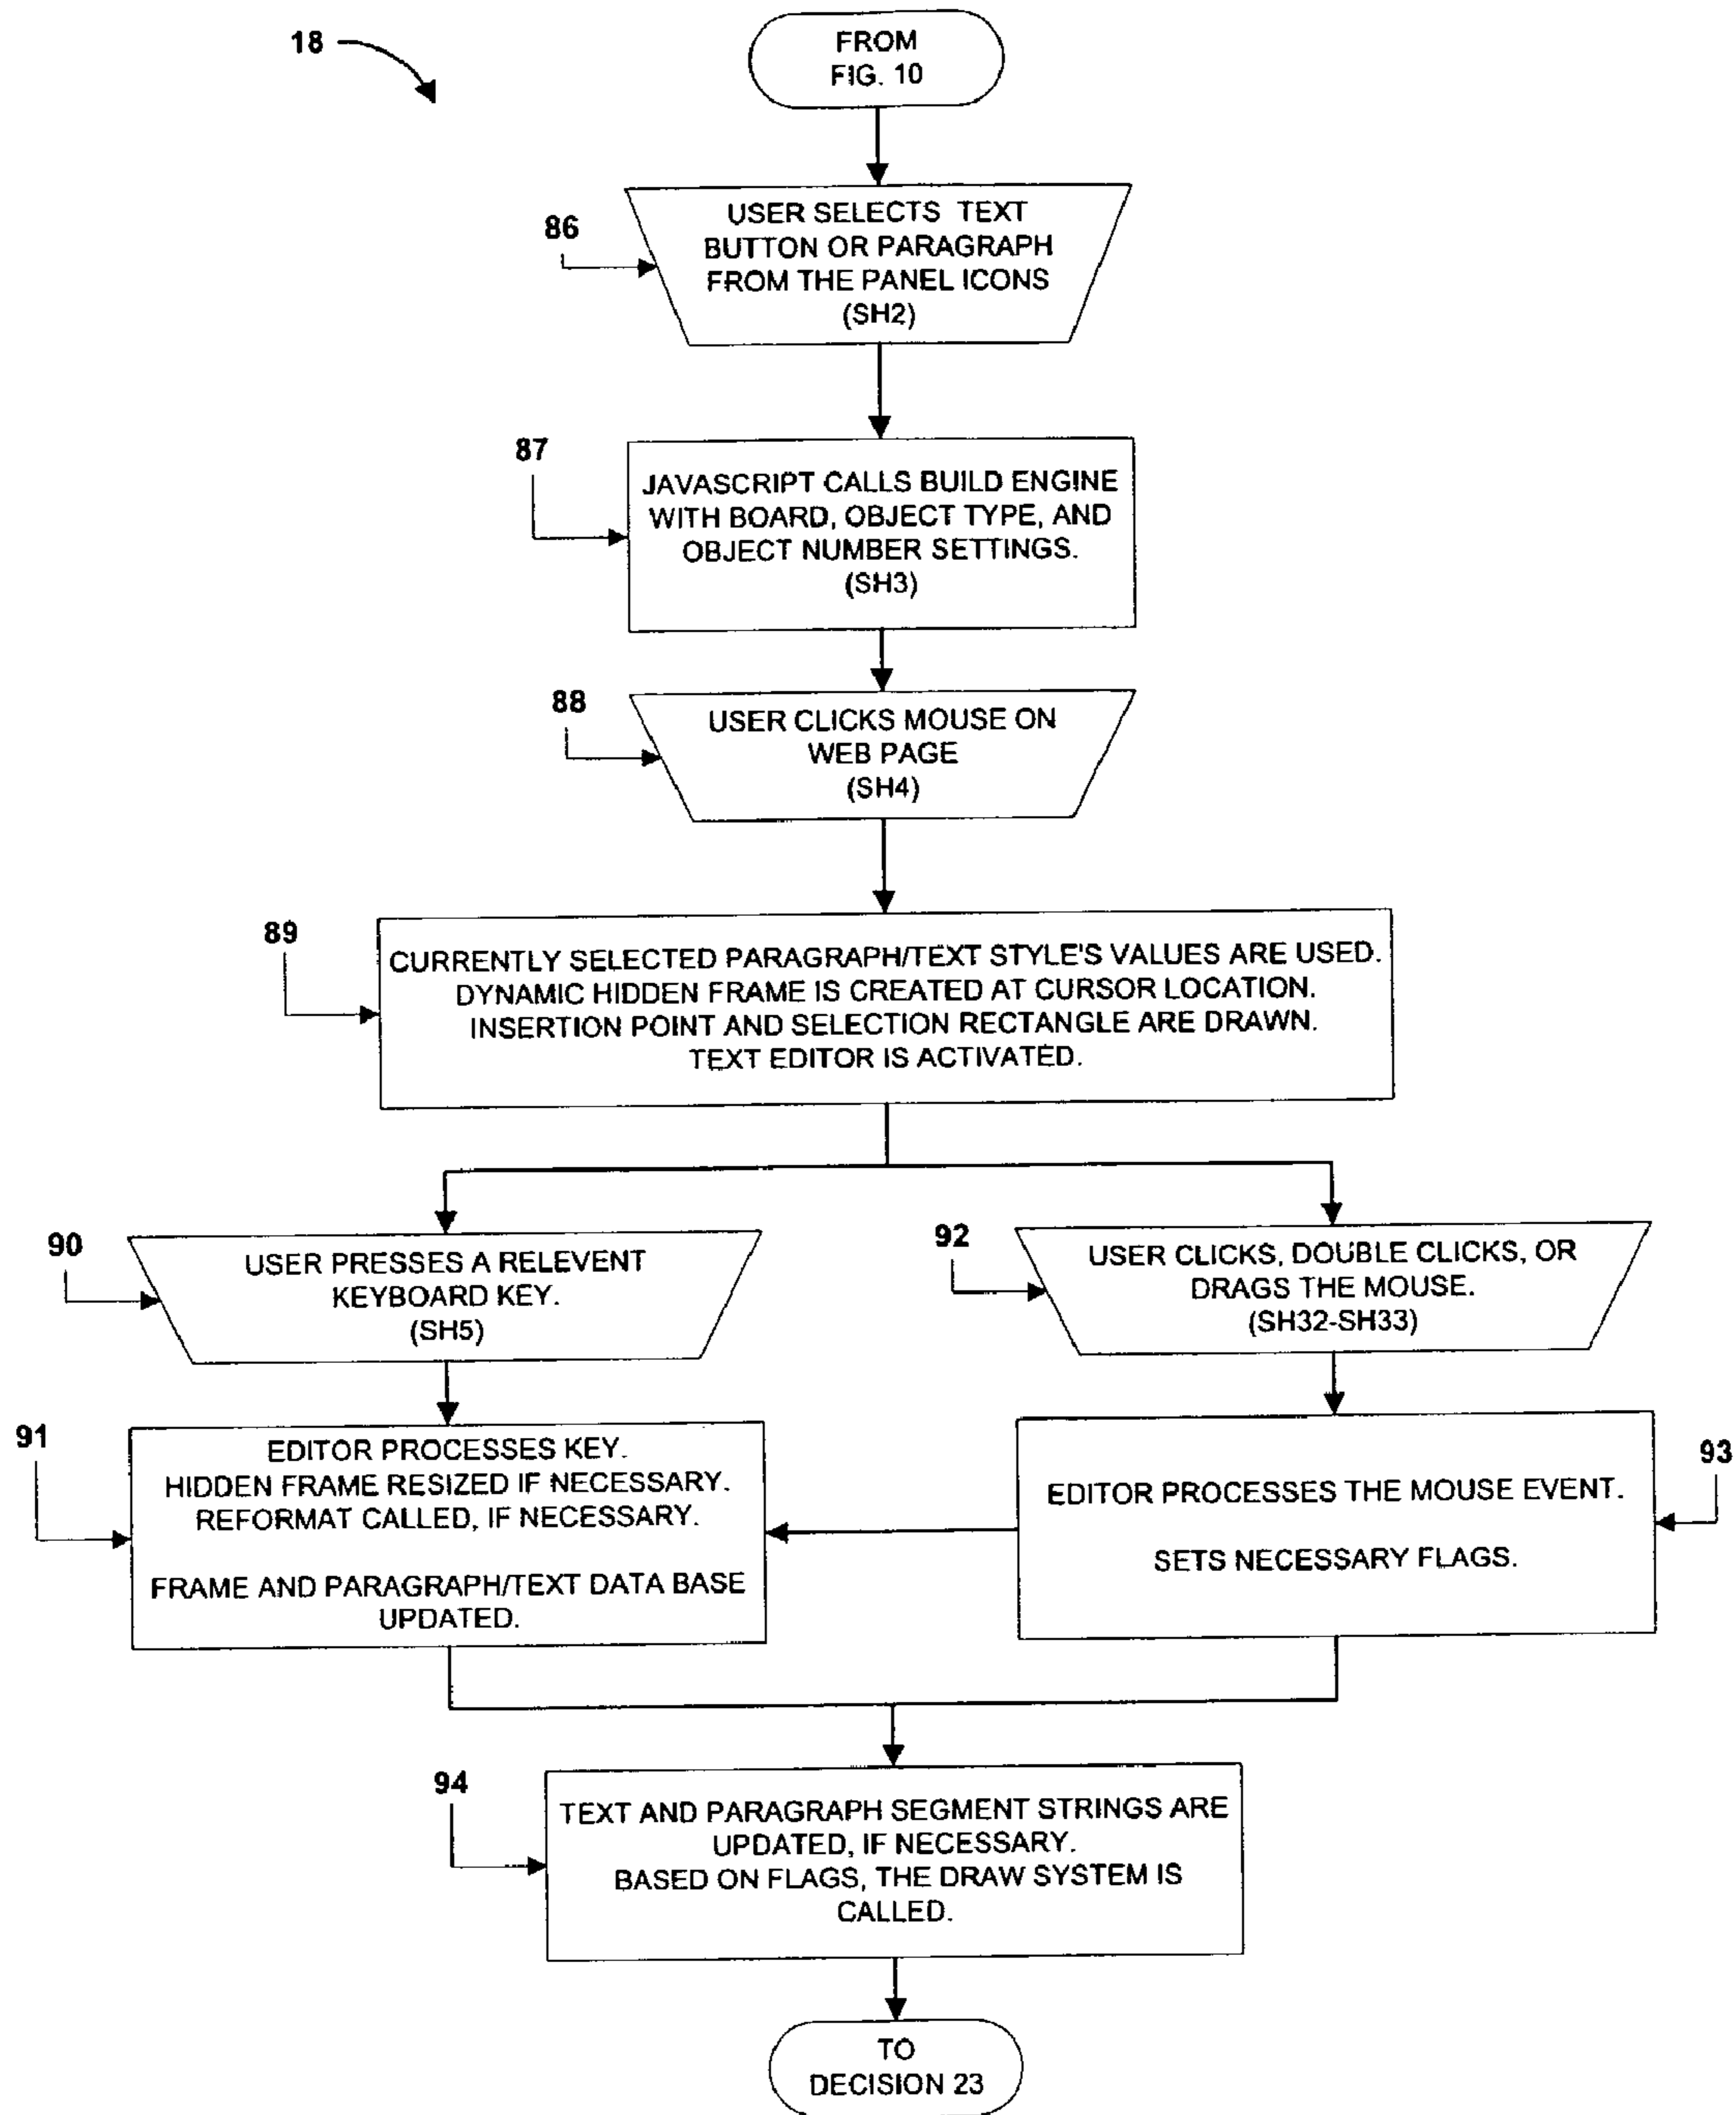 18
FROM
FIG. 10
86
USER SELECTS TEXT
BUTTON OR PARAGRAPH
FROM THE PANEL ICONS
(SH2)
87
JAVASCRIPT CALLS BUILD ENGINE
WITH BOARD, OBJECT TYPE, AND
OBJECT NUMBER SETTINGS.
(SH3)
88
USER CLICKS MOUSE ON
WEB PAGE
(SH4)
89
CURRENTLY SELECTED PARAGRAPH/TEXT STYLE'S VALUES ARE USED.
DYNAMIC HIDDEN FRAME IS CREATED AT CURSOR LOCATION.
INSERTION POINT AND SELECTION RECTANGLE ARE DRAWN.
TEXT EDITOR IS ACTIVATED.
90
USER PRESSES A RELEVENT
KEYBOARD KEY.
(SH5)
92
USER CLICKS, DOUBLE CLICKS, OR
DRAGS THE MOUSE.
(SH32-SH33)
91
EDITOR PROCESSES KEY.
HIDDEN FRAME RESIZED IF NECESSARY.
REFORMAT CALLED, IF NECESSARY.
FRAME AND PARAGRAPH/TEXT DATA BASE
UPDATED.
93
EDITOR PROCESSES THE MOUSE EVENT.
SETS NECESSARY FLAGS.
94
TEXT AND PARAGRAPH SEGMENT STRINGS ARE
UPDATED, IF NECESSARY.
BASED ON FLAGS, THE DRAW SYSTEM IS
CALLED.
TO
DECISION 23